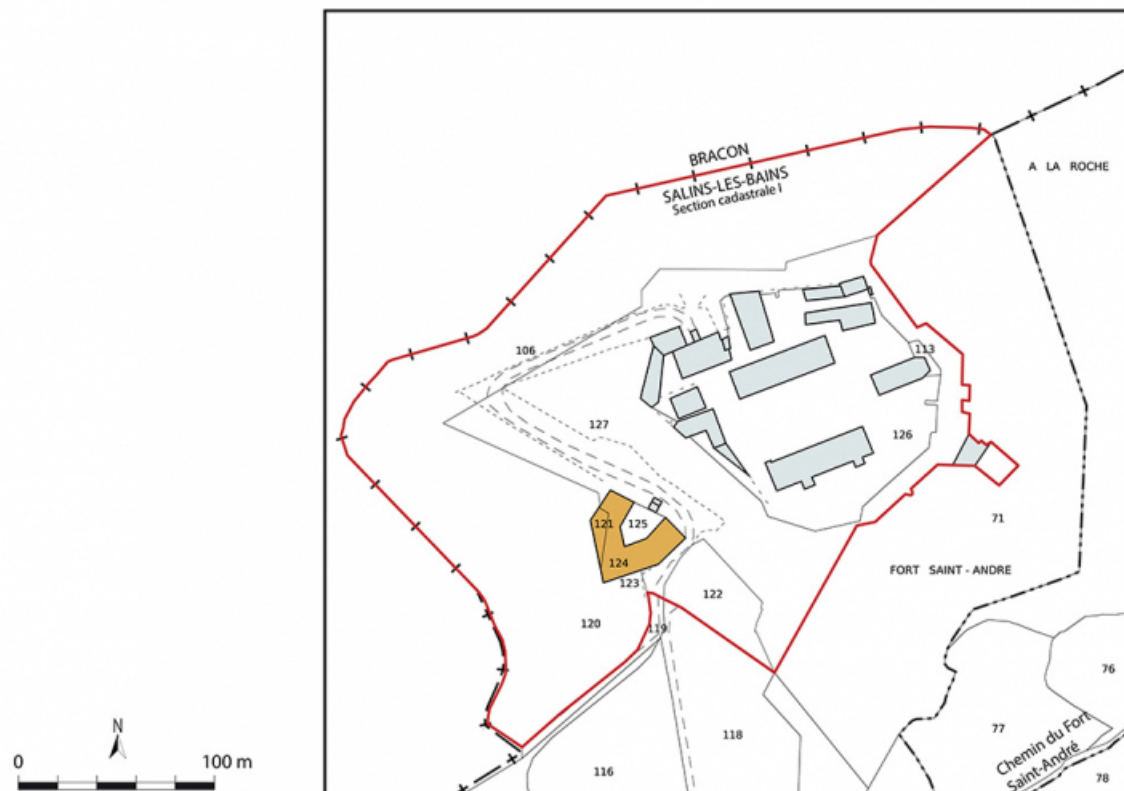 BRACON
SALINS-LES-BAINS
Section cadastrale I
A LA ROCHE
106
113
127
126
121
125
71
124
FORT SAINT-ANDRE
123
122
120
119
76
118
77
Chemin du Fort
Saint-André
116
78
N
0
100 m